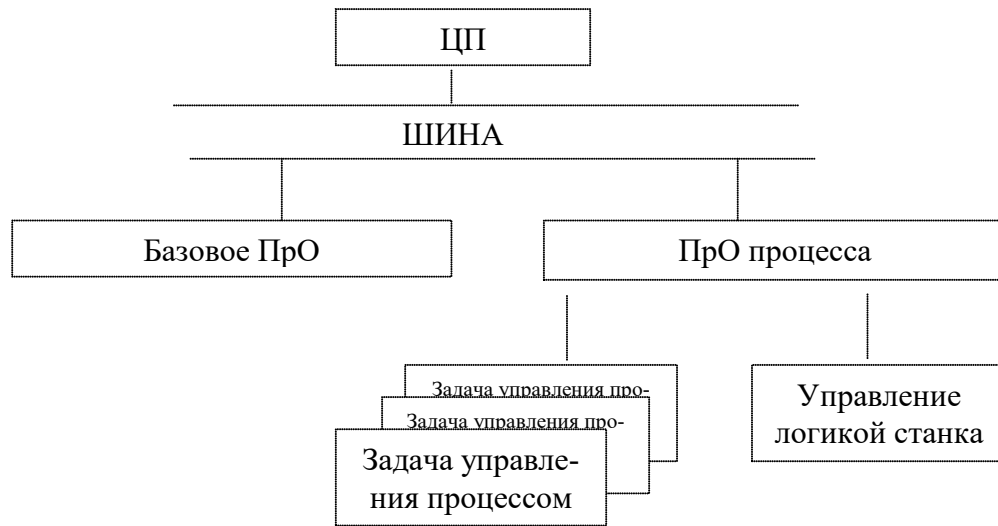 ЦП
ШИНА
Базовое ПрО
ПрО процесса
Задача управления про-
Задача управления про-
Задача управле-
ния процессом
Управление
логикой станка